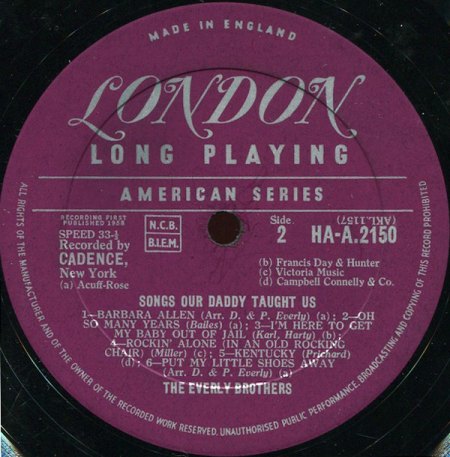 MADE IN ENGLAND
LONDON
LONG PLAYING
AMERICAN SERIES
RECORDING FIRST
PUBLISHED 1958
SPEED 33-⅓
Recorded by
CADENCE,
New York
(a) Acuff-Rose
N.C.B.
B.I.E.M.
Side
2
(ARL.1157)
HA-A.2150
(b) Francis Day & Hunter
(c) Victoria Music
(d) Campbell Connelly & Co.
SONGS OUR DADDY TAUGHT US
1—BARBARA ALLEN (Arr. D. & P. Everly) (a); 2—OH
SO MANY YEARS (Bailes) (a); 3—I'M HERE TO GET
MY BABY OUT OF JAIL (Karl, Harty) (b);
4—ROCKIN' ALONE (IN AN OLD ROCKING
CHAIR) (Miller) (c); 5—KENTUCKY (Prichard)
(d); 6—PUT MY LITTLE SHOES AWAY
(Arr. D. & P. Everly) (a)
THE EVERLY BROTHERS
ALL RIGHTS OF THE MANUFACTURER AND OF THE OWNER OF THE RECORDED WORK RESERVED. UNAUTHORISED PUBLIC PERFORMANCE, BROADCASTING AND COPYING OF THIS RECORD PROHIBITED